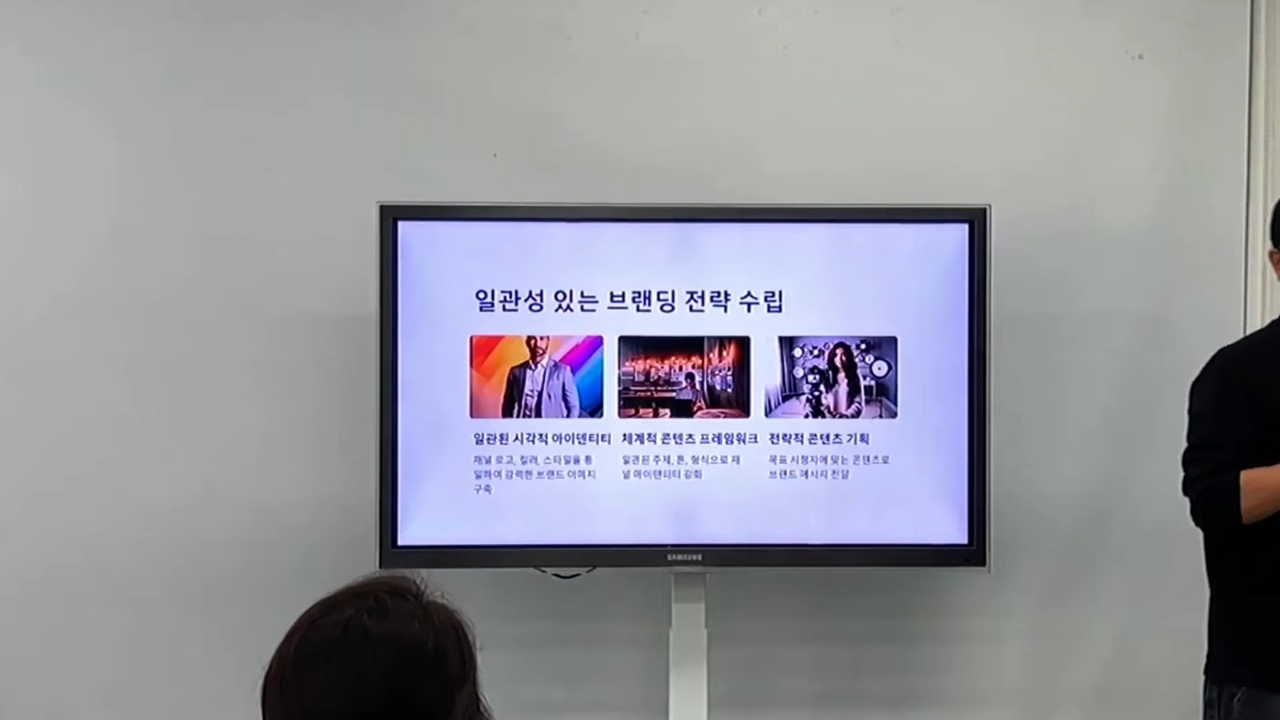 일관성 있는 브랜딩 전략 수립
일관된 시각적 아이덴티티
채널 로고, 컬러, 스타일을 통
일하여 강력한 브랜드 이미지
구축
체계적 콘텐츠 프레임워크
일관된 주제, 톤, 형식으로 채
널 아이덴티티 강화
전략적 콘텐츠 기획
목표 시청자에 맞는 콘텐츠로
브랜드 메시지 전달
SAMSUNG